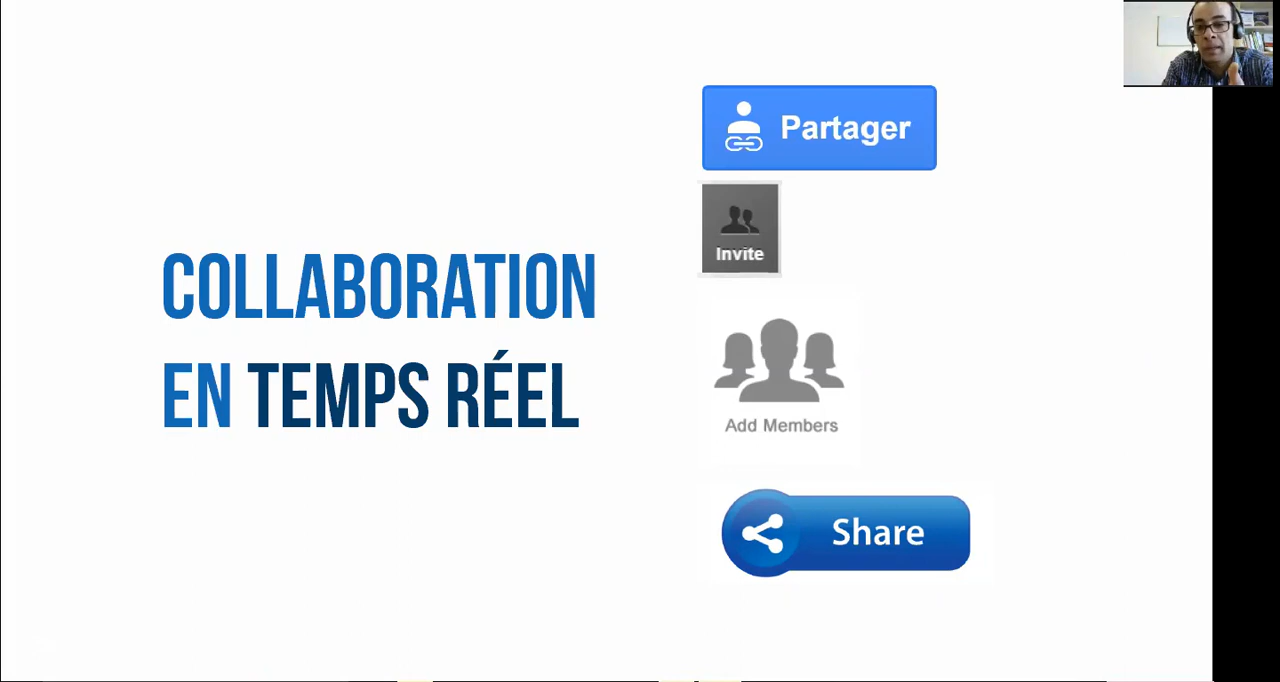 COLLABORATION
EN TEMPS RÉEL
Partager
Invite
Add Members
Share